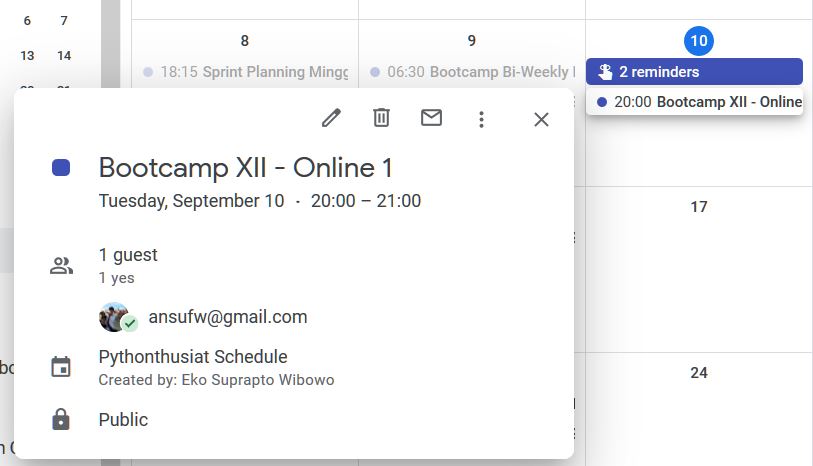 6 7
13 14
8 9 10
18:15 Sprint Planning Mingg
06:30 Bootcamp Bi-Weekly
2 reminders
20:00 Bootcamp XII - Online
17
24
Bootcamp XII - Online 1
Tuesday, September 10 · 20:00 – 21:00
1 guest
1 yes
ansufw@gmail.com
Pythonthusiat Schedule
Created by: Eko Suprapto Wibowo
Public